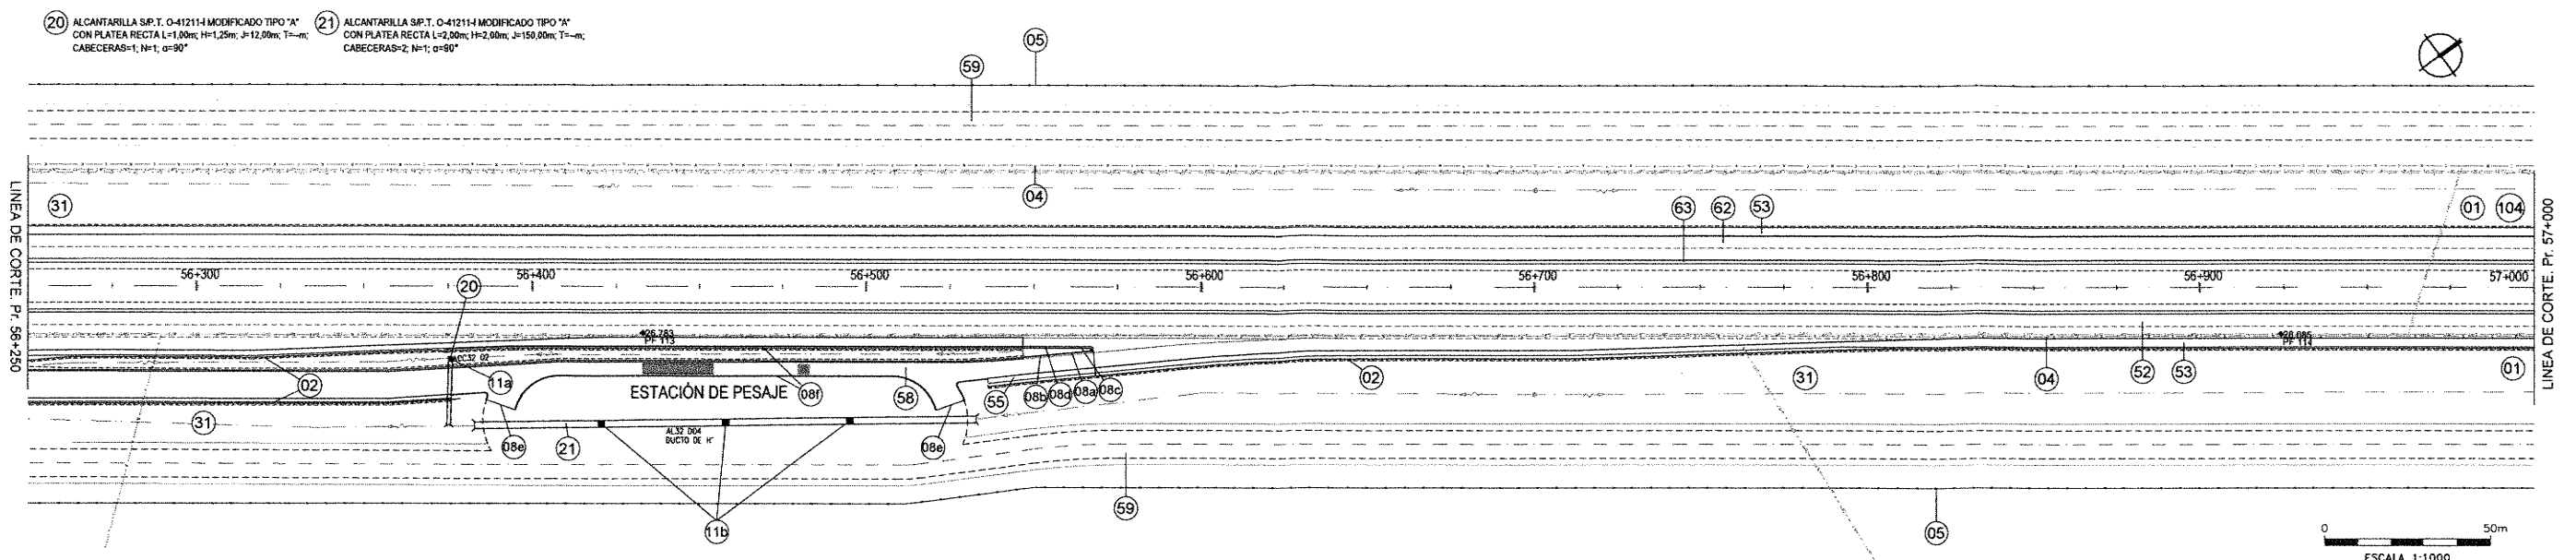 20 ALCANTARILLA S/P.T. O-41211-I MODIFICADO TIPO "A"
CON PLATEA RECTA L=1,00m; H=1,25m; J=12,00m; T=--m;
CABECERAS=1; N=1; α=90°
21 ALCANTARILLA S/P.T. O-41211-I MODIFICADO TIPO "A"
CON PLATEA RECTA L=2,00m; H=2,00m; J=150,00m; T=--m;
CABECERAS=2; N=1; α=90°
05
59
04
LINEA DE CORTE. Pr. 56+250
31
63
62
53
01
104
LINEA DE CORTE. Pr. 57+000
56+300
56+400
56+500
56+600
56+700
56+800
56+900
57+000
20
PF 113
PF 114
02
11a
ESTACIÓN DE PESAJE
08f
58
55
08b
08d
08a
08c
02
31
04
52
53
01
31
08e
21
AL32 D04
DUCTO DE H°
08e
11b
59
05
0
50m
ESCALA 1:1000